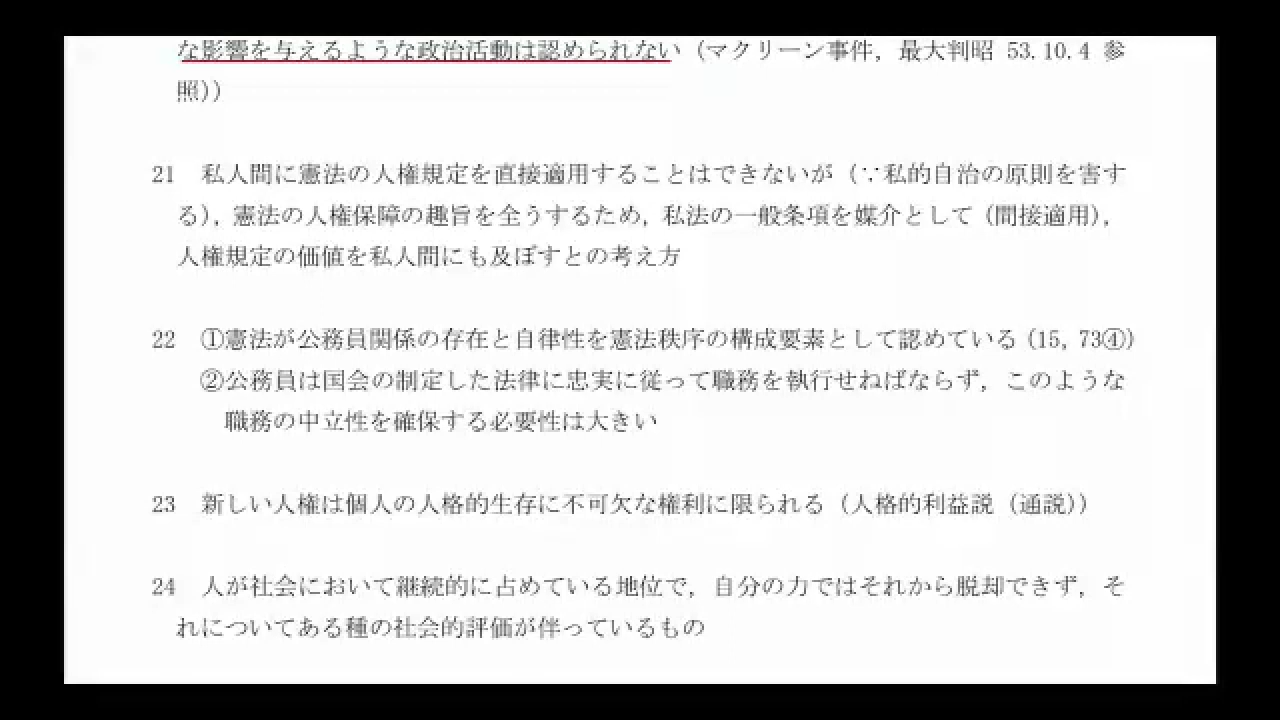 な影響を与えるような政治活動は認められない（マクリーン事件，最大判昭 53.10.4 参
照））
21 私人間に憲法の人権規定を直接適用することはできないが（∵私的自治の原則を害す
る），憲法の人権保障の趣旨を全うするため，私法の一般条項を媒介として（間接適用），
人権規定の価値を私人間にも及ぼすとの考え方
22 ①憲法が公務員関係の存在と自律性を憲法秩序の構成要素として認めている（15，73④）
②公務員は国会の制定した法律に忠実に従って職務を執行せねばならず，このような
職務の中立性を確保する必要性は大きい
23 新しい人権は個人の人格的生存に不可欠な権利に限られる（人格的利益説（通説））
24 人が社会において継続的に占めている地位で，自分の力ではそれから脱却できず，そ
れについてある種の社会的評価が伴っているもの